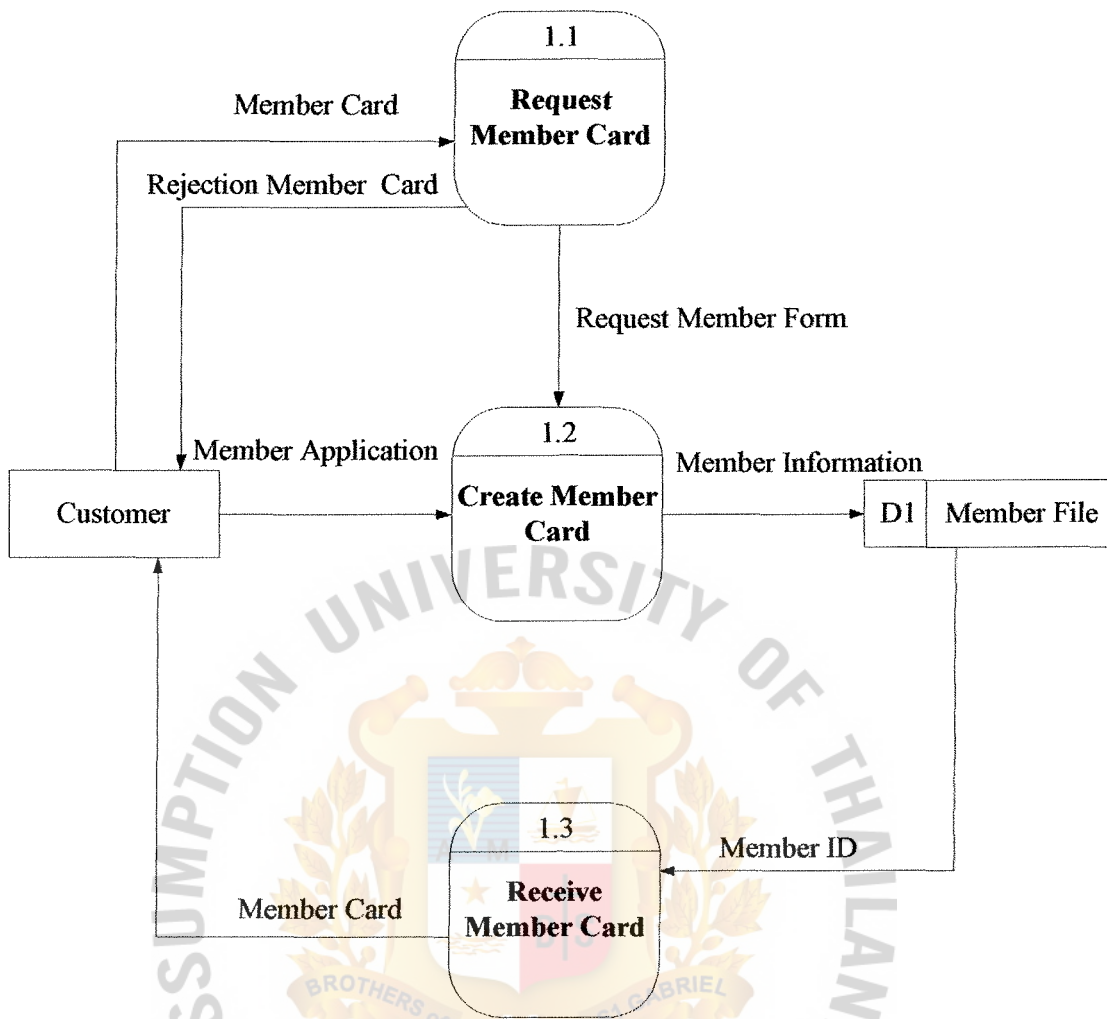 1.1
Request
Member Card
Member Card
Rejection Member Card
Request Member Form
1.2
Create Member
Card
Member Application
Member Information
Customer
D1 Member File
1.3
Receive
Member Card
Member ID
Member Card
UNIVERSITY OF
A M
D S
BROTHERS
GABRIEL